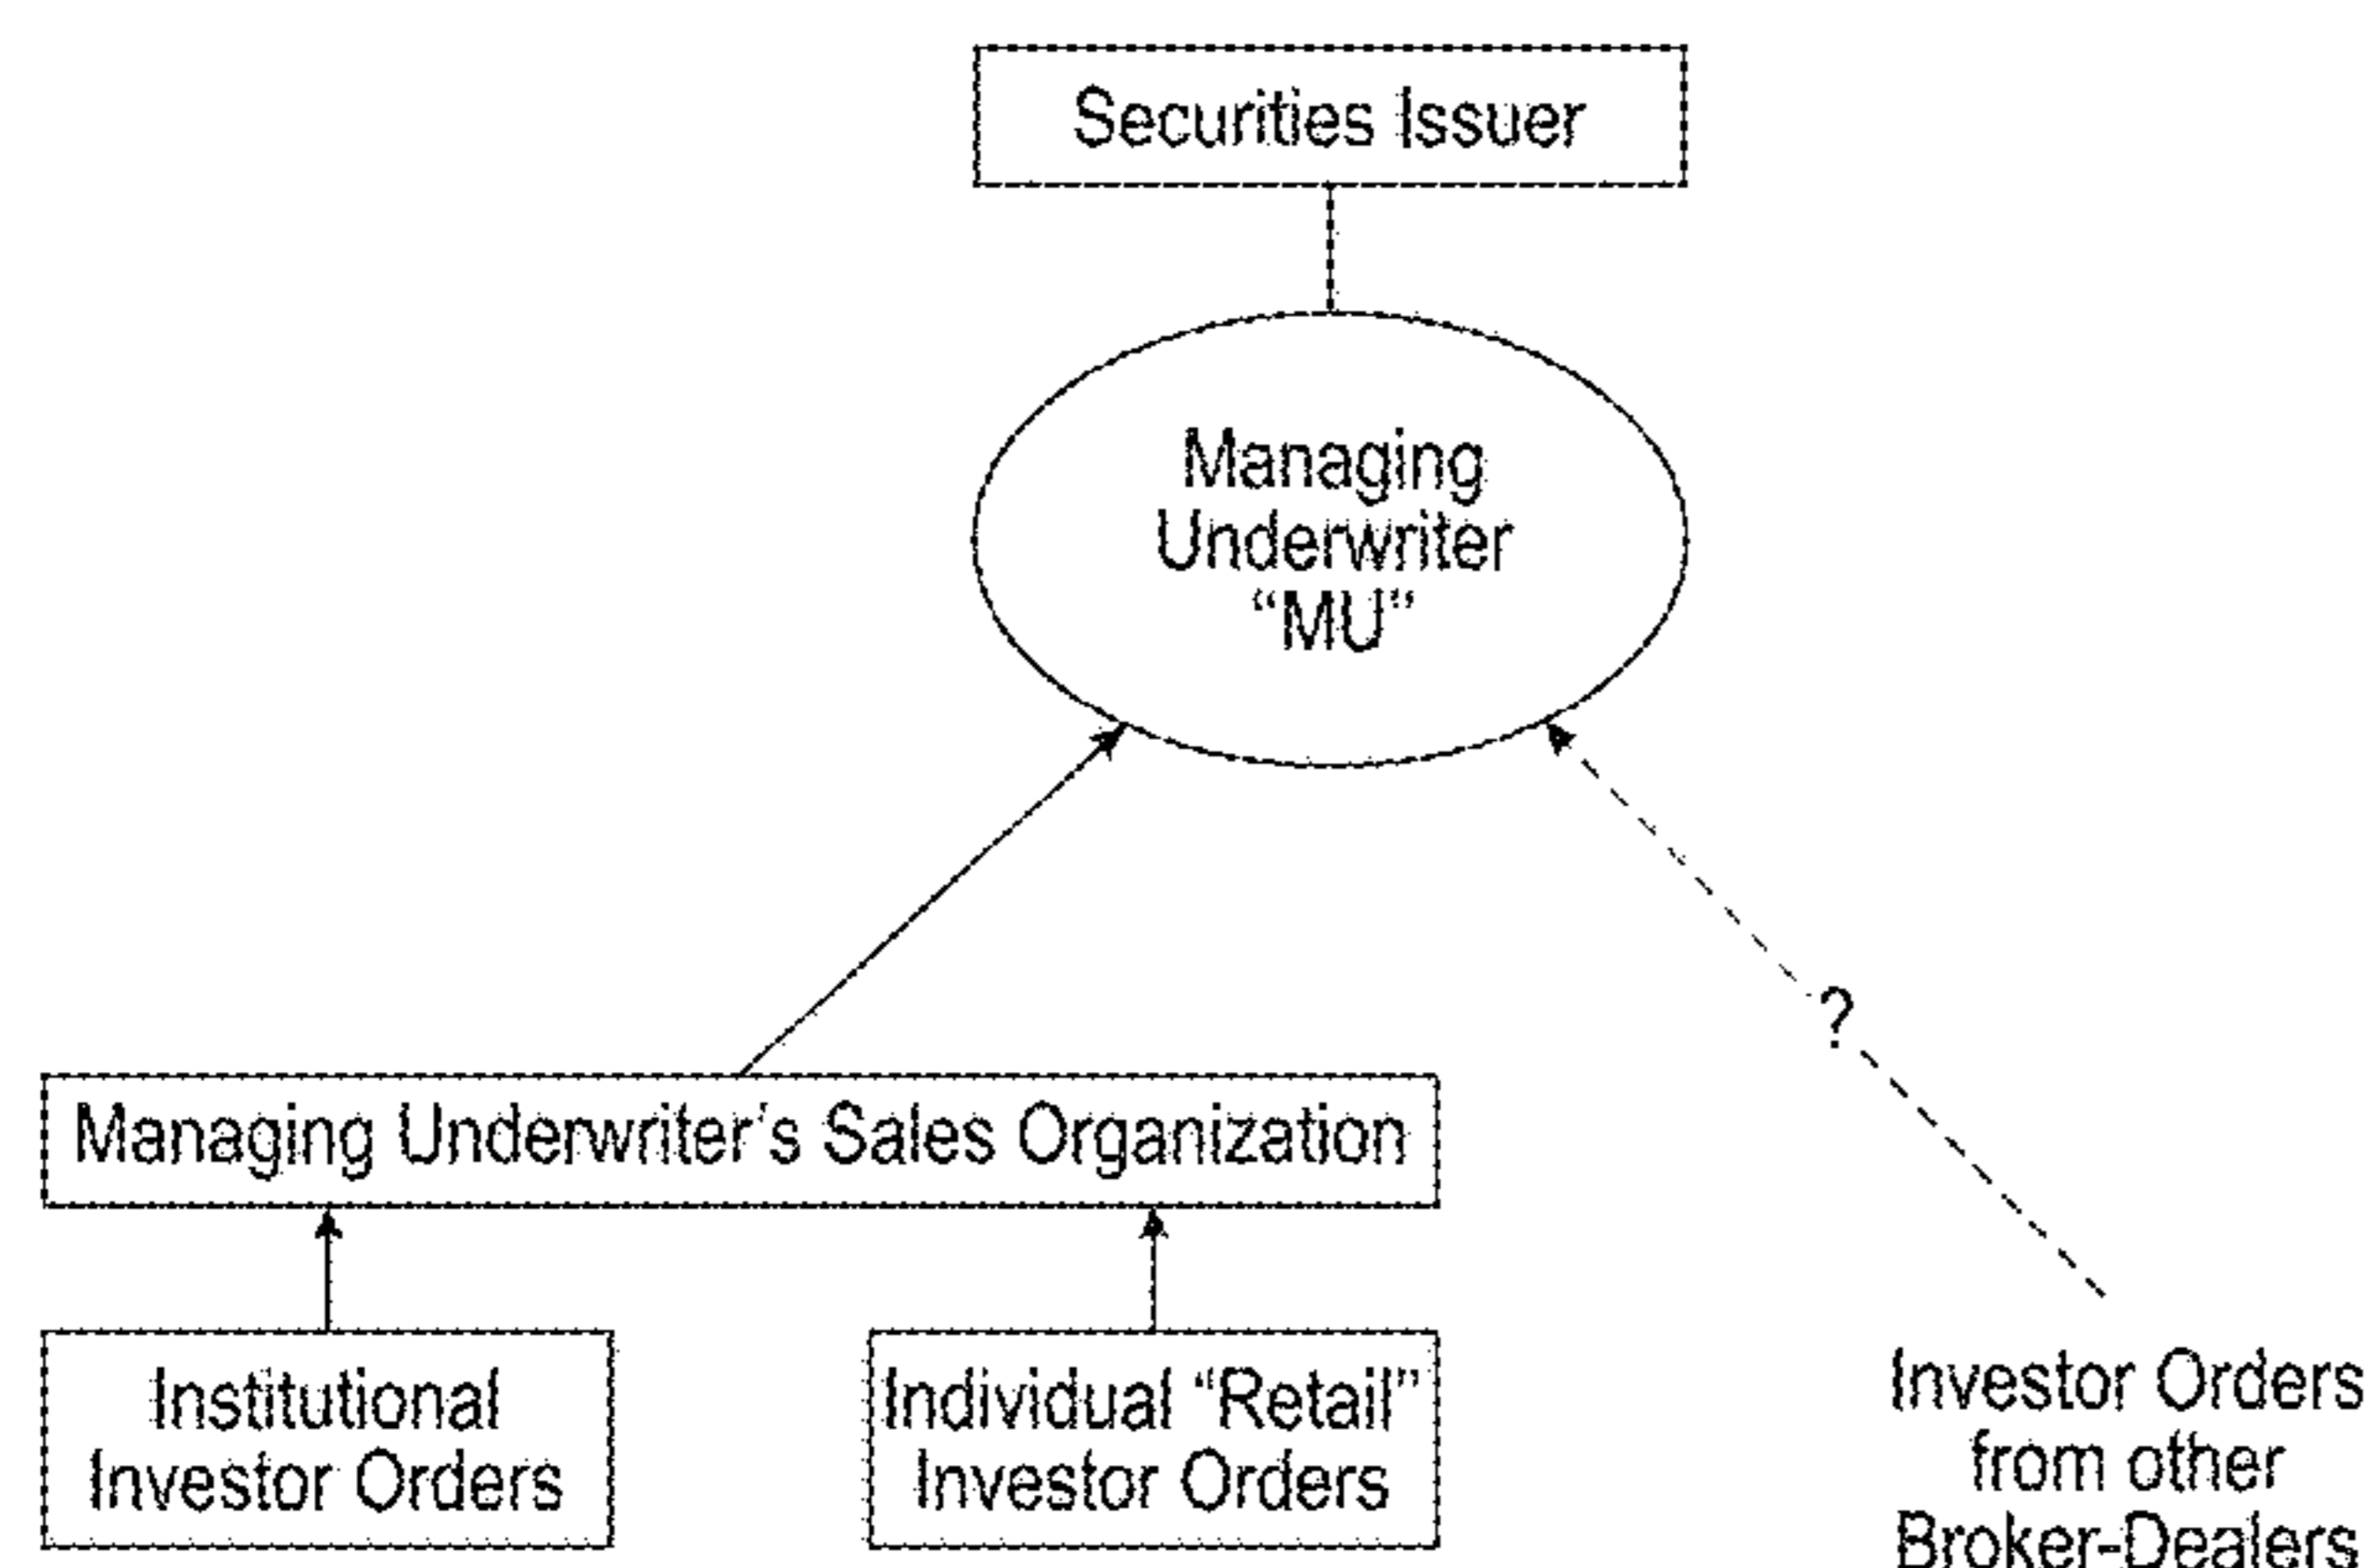 Securities Issuer
Managing
Underwriter
“MU”
?
Managing Underwriter's Sales Organization
Institutional
Investor Orders
Individual “Retail”
Investor Orders
Investor Orders
from other
Broker-Dealers